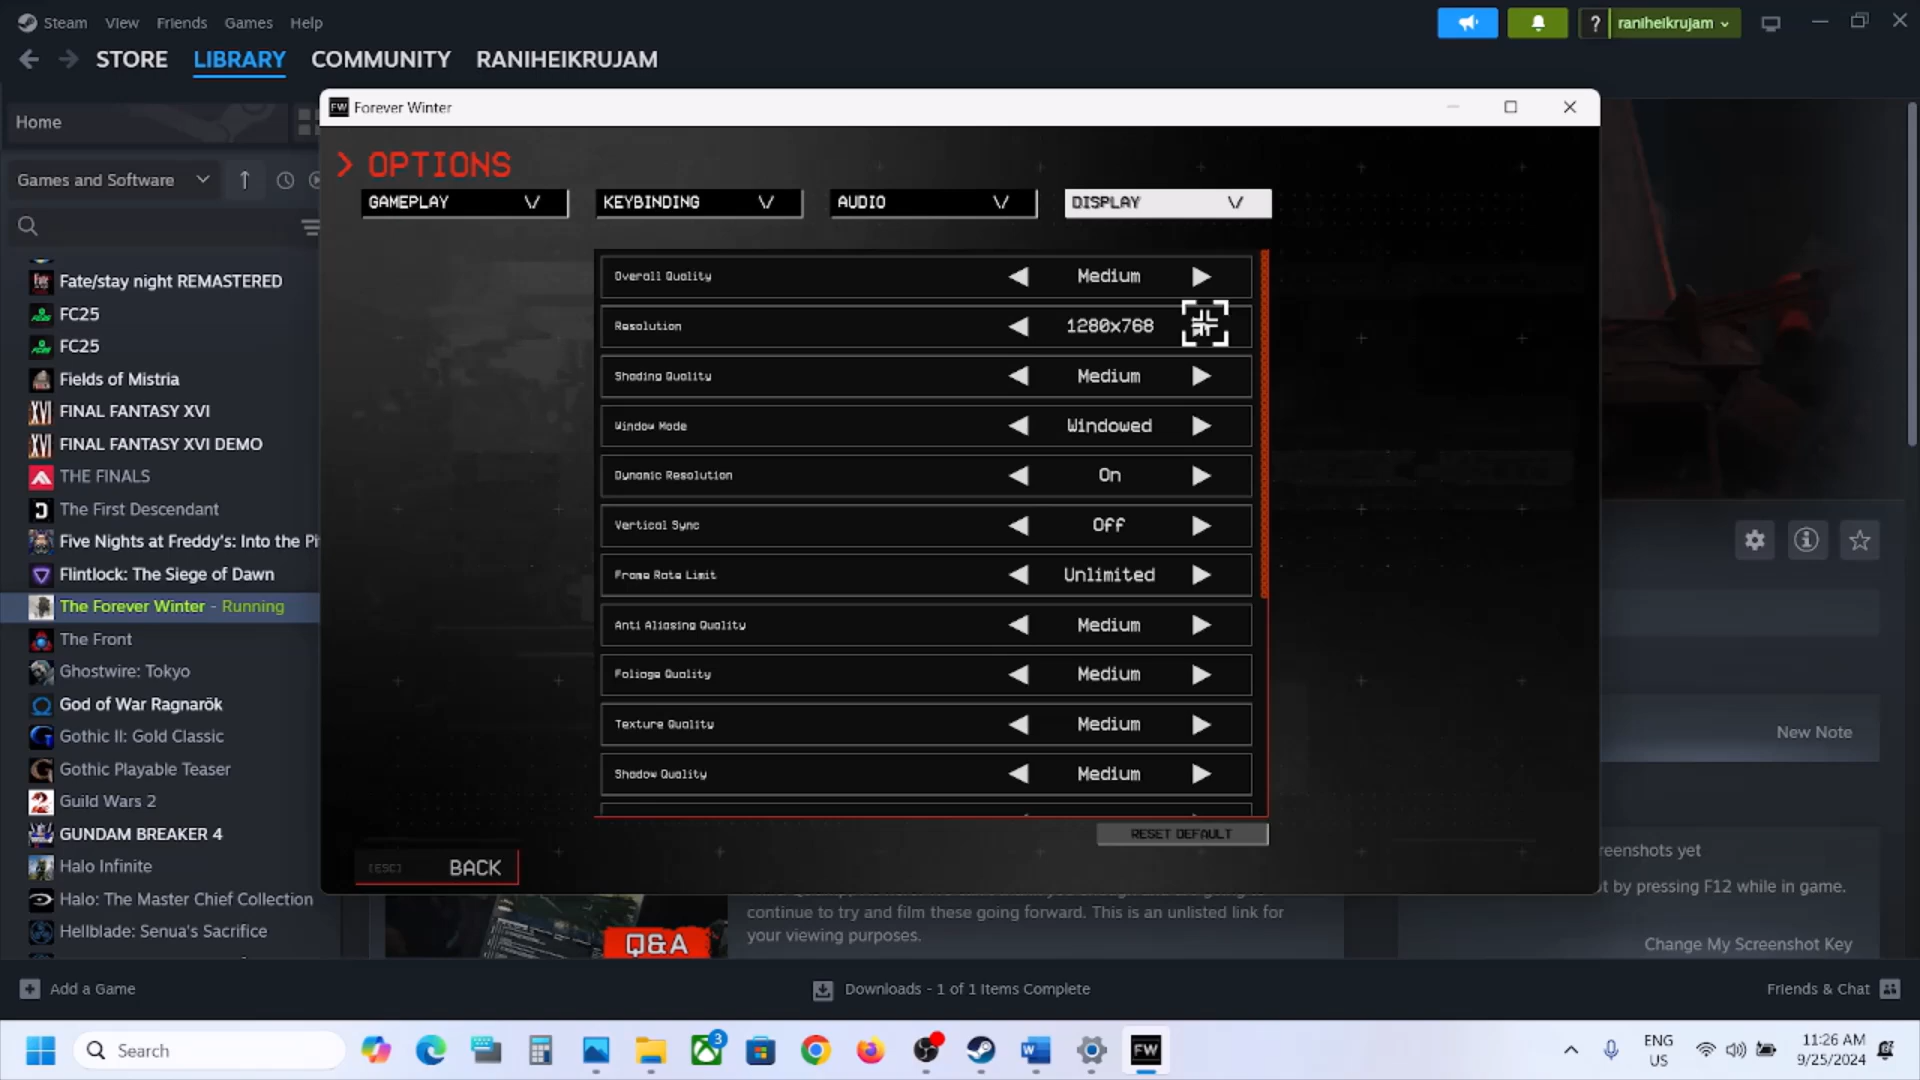 Steam View Friends Games Help
? raniheikrujam
STORE LIBRARY COMMUNITY RANIHEIKRUJAM
Home
Games and Software
Fate/stay night REMASTERED
FC25
FC25
Fields of Mistria
FINAL FANTASY XVI
FINAL FANTASY XVI DEMO
THE FINALS
The First Descendant
Five Nights at Freddy's: Into the Pi
Flintlock: The Siege of Dawn
The Forever Winter - Running
The Front
Ghostwire: Tokyo
God of War Ragnarök
Gothic II: Gold Classic
Gothic Playable Teaser
Guild Wars 2
GUNDAM BREAKER 4
Halo Infinite
Halo: The Master Chief Collection
Hellblade: Senua's Sacrifice
FW Forever Winter
> OPTIONS
GAMEPLAY \/ KEYBINDING \/ AUDIO \/ DISPLAY \/
Overall Quality Medium
Resolution 1280x768
Shading Quality Medium
Window Mode Windowed
Dynamic Resolution On
Vertical Sync Off
Frame Rate Limit Unlimited
Anti Aliasing Quality Medium
Foliage Quality Medium
Texture Quality Medium
Shadow Quality Medium
RESET DEFAULT
[ESC] BACK
New Note
reenshots yet
t by pressing F12 while in game.
Change My Screenshot Key
Q&A
continue to try and film these going forward. This is an unlisted link for
your viewing purposes.
Add a Game
Downloads - 1 of 1 Items Complete
Friends & Chat
Search
3
FW
ENG
US
11:26 AM
9/25/2024